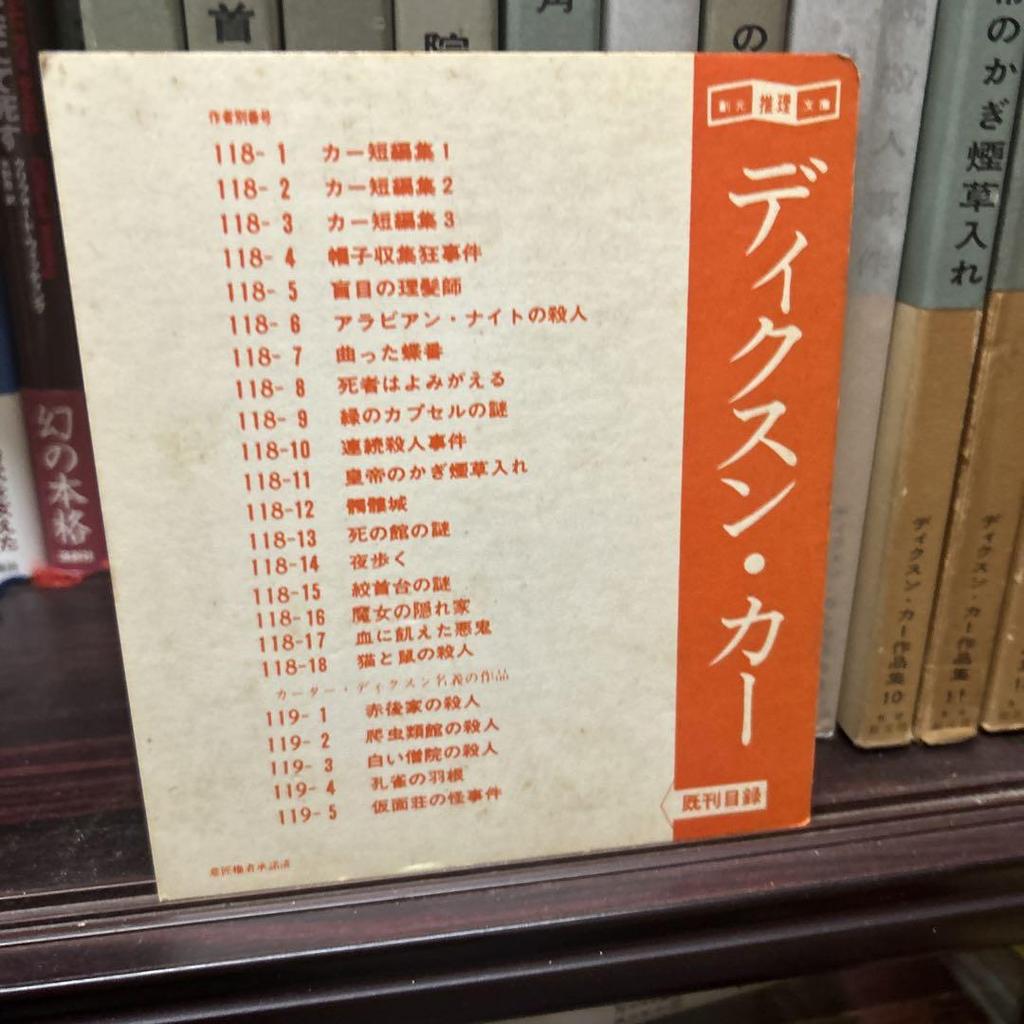 創元推理文庫
ディクスン・カー
既刊目録
作者別番号
118- 1 カー短編集1
118- 2 カー短編集2
118- 3 カー短編集3
118- 4 帽子収集狂事件
118- 5 盲目の理髪師
118- 6 アラビアン・ナイトの殺人
118- 7 曲った蝶番
118- 8 死者はよみがえる
118- 9 緑のカプセルの謎
118-10 連続殺人事件
118-11 皇帝のかぎ煙草入れ
118-12 髑髏城
118-13 死の館の謎
118-14 夜歩く
118-15 絞首台の謎
118-16 魔女の隠れ家
118-17 血に飢えた悪鬼
118-18 猫と鼠の殺人
カーター・ディクスン名義の作品
119- 1 赤後家の殺人
119- 2 爬虫類館の殺人
119- 3 白い僧院の殺人
119- 4 孔雀の羽根
119- 5 仮面荘の怪事件
意匠権者承諾済
首
院
角
の
帝のかぎ煙草入れ
ディクスン・カー作品集10
ディクスン・カー作品集11
幻の本格